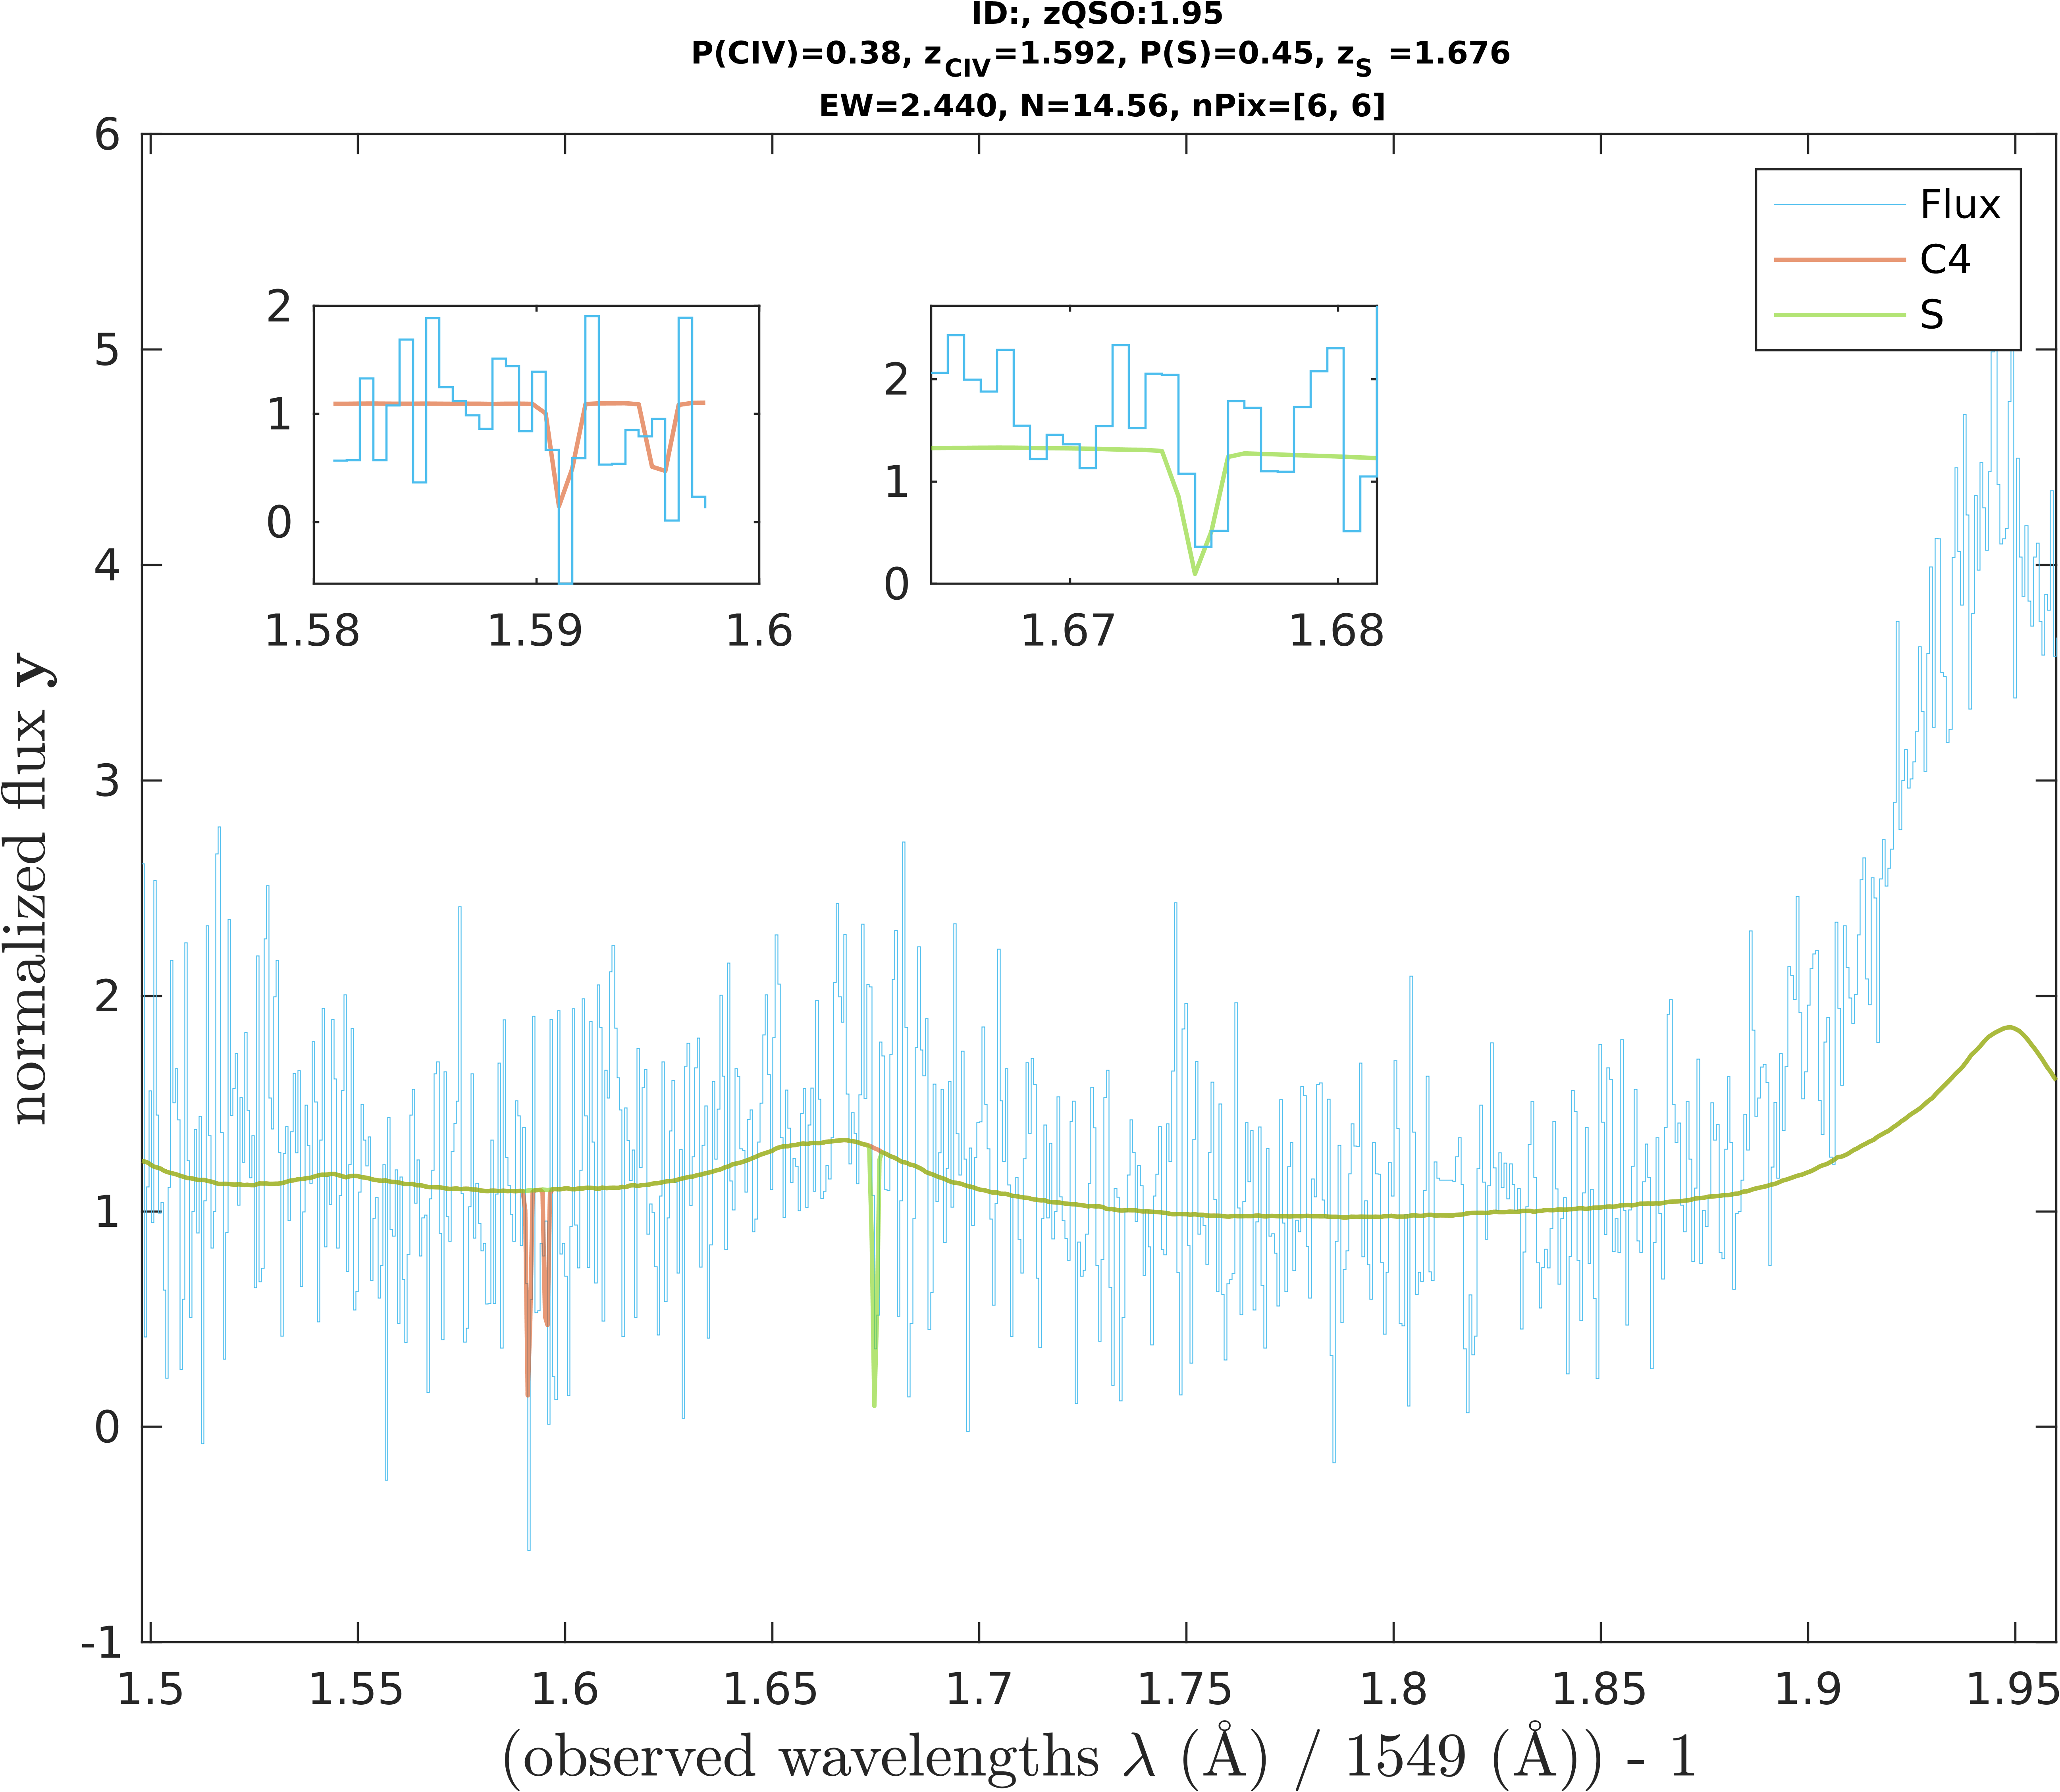 ID:, zQSO:1.95
P(CIV)=0.38, zCIV=1.592, P(S)=0.45, zS =1.676
EW=2.440, N=14.56, nPix=[6, 6]
6
5
4
3
2
1
0
-1
normalized flux y
Flux
C4
S
2
1
0
1.58 1.59 1.6
2
1
0
1.67 1.68
1.5 1.55 1.6 1.65 1.7 1.75 1.8 1.85 1.9 1.95
(observed wavelengths λ (Å) / 1549 (Å)) - 1